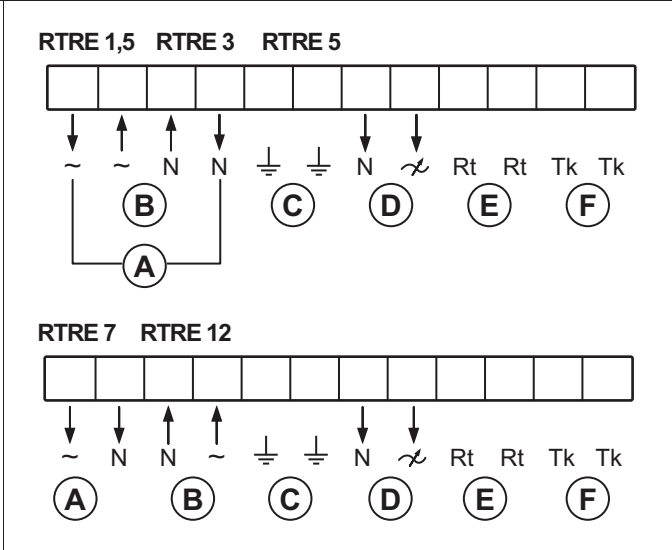 RTRE 1,5 RTRE 3 RTRE 5
~ ~ N N ⏚ ⏚ N Rt Rt Tk Tk
B C D E F
A
RTRE 7 RTRE 12
~ N N ~ ⏚ ⏚ N Rt Rt Tk Tk
A B C D E F